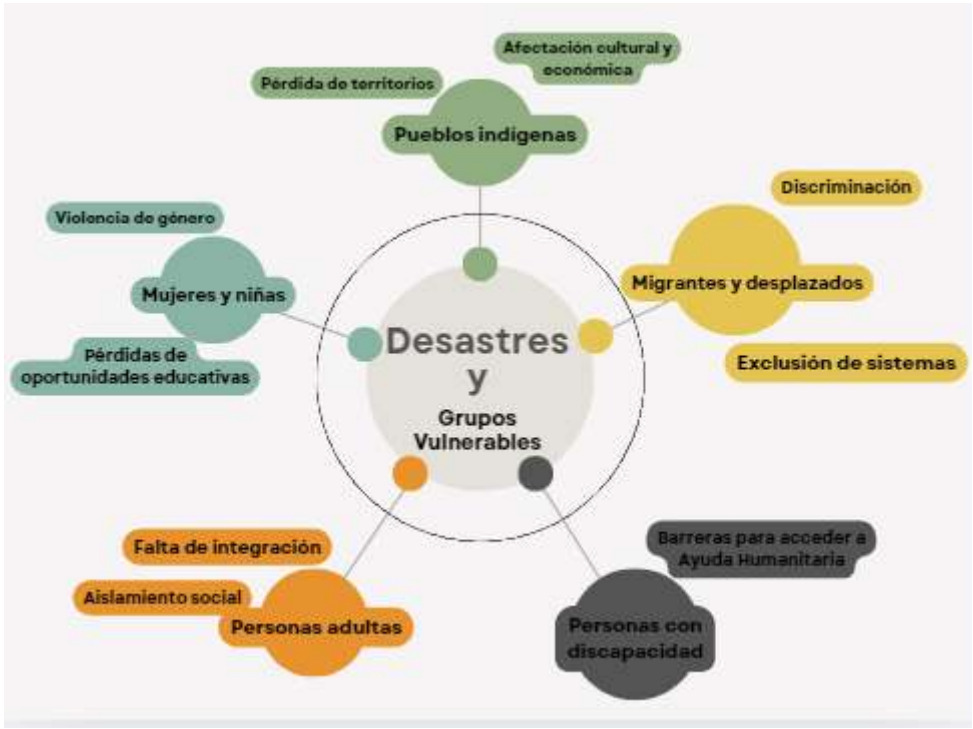 Afectación cultural y
económica
Pérdida de territorios
Pueblos indígenas
Discriminación
Migrantes y desplazados
Exclusión de sistemas
Violencia de género
Mujeres y niñas
Pérdidas de
oportunidades educativas
Desastres
y
Grupos
Vulnerables
Falta de integración
Aislamiento social
Personas adultas
Barreras para acceder a
Ayuda Humanitaria
Personas con
discapacidad